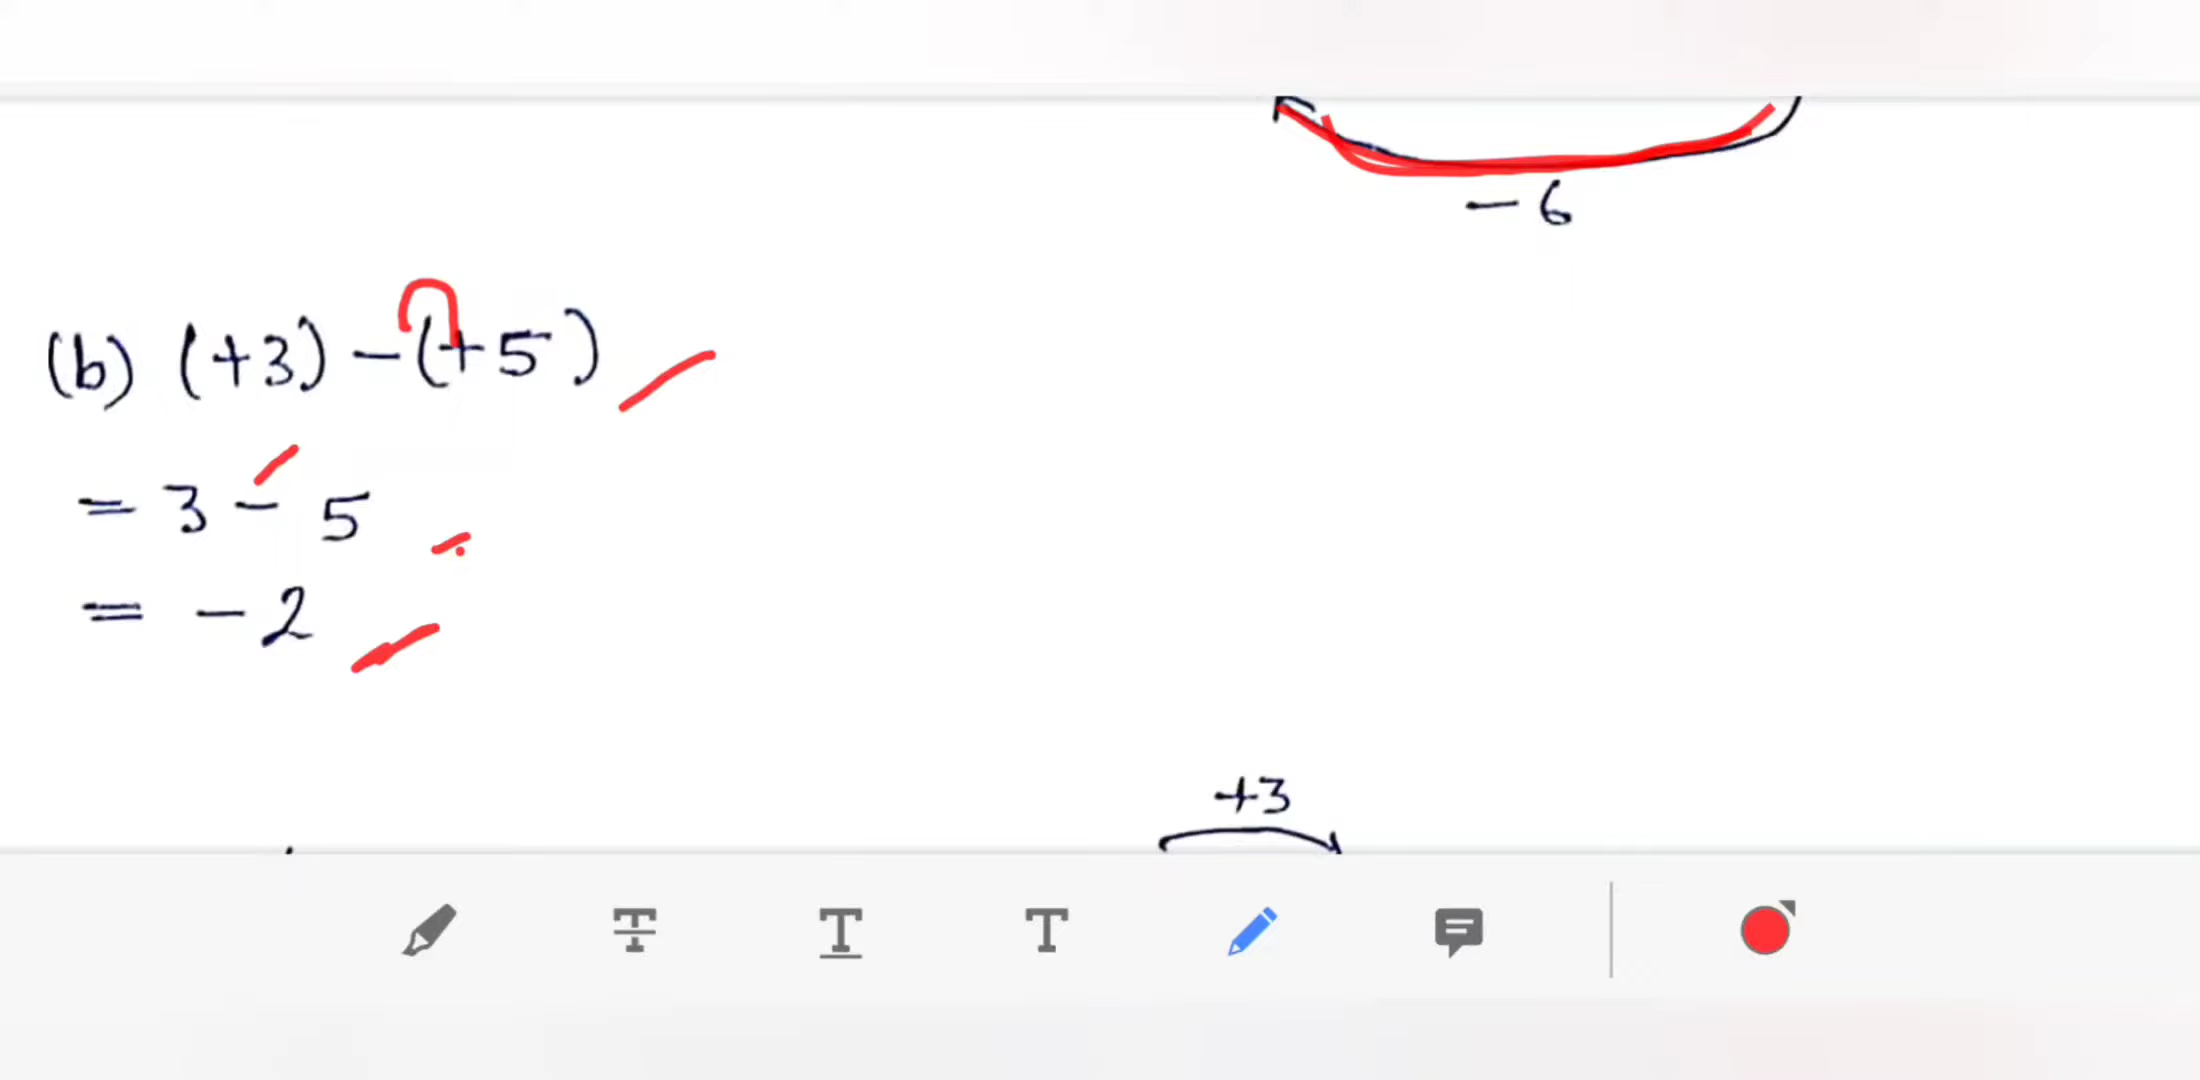 - 6
(b) (+3) - (+5)
= 3 - 5
= - 2
+3